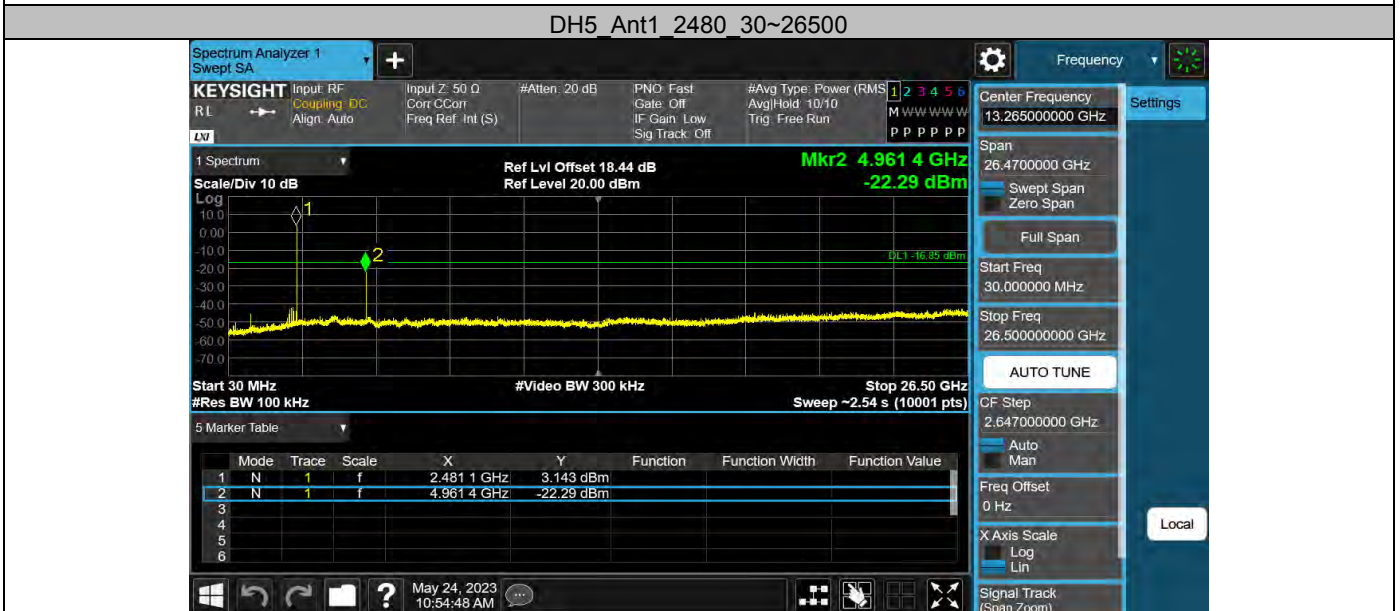 DH5_Ant1_2480_30~26500
Spectrum Analyzer 1
Swept SA
+
Frequency
KEYSIGHT
RL
LXI
Input: RF
Coupling: DC
Align: Auto
Input Z: 50 Ω
Corr CCorr
Freq Ref: Int (S)
#Atten: 20 dB
PNO: Fast
Gate: Off
IF Gain: Low
Sig Track: Off
#Avg Type: Power (RMS
Avg|Hold: 10/10
Trig: Free Run
1 2 3 4 5 6
M W W W W W
P P P P P P
Center Frequency
13.265000000 GHz
Settings
1 Spectrum
Scale/Div 10 dB
Ref Lvl Offset 18.44 dB
Ref Level 20.00 dBm
Mkr2 4.961 4 GHz
-22.29 dBm
Span
26.4700000 GHz
Swept Span
Zero Span
Full Span
Log
10.0
0.00
-10.0
-20.0
-30.0
-40.0
-50.0
-60.0
-70.0
1
2
DL1 -16.85 dBm
Start Freq
30.000000 MHz
Stop Freq
26.500000000 GHz
AUTO TUNE
Start 30 MHz
#Video BW 300 kHz
Stop 26.50 GHz
#Res BW 100 kHz
Sweep ~2.54 s (10001 pts)
CF Step
2.647000000 GHz
Auto
Man
5 Marker Table
Mode Trace Scale X Y Function Function Width Function Value
1 N 1 f 2.481 1 GHz 3.143 dBm
2 N 1 f 4.961 4 GHz -22.29 dBm
3
4
5
6
Freq Offset
0 Hz
X Axis Scale
Log
Lin
Local
Signal Track
(Span Zoom)
?
May 24, 2023
10:54:48 AM